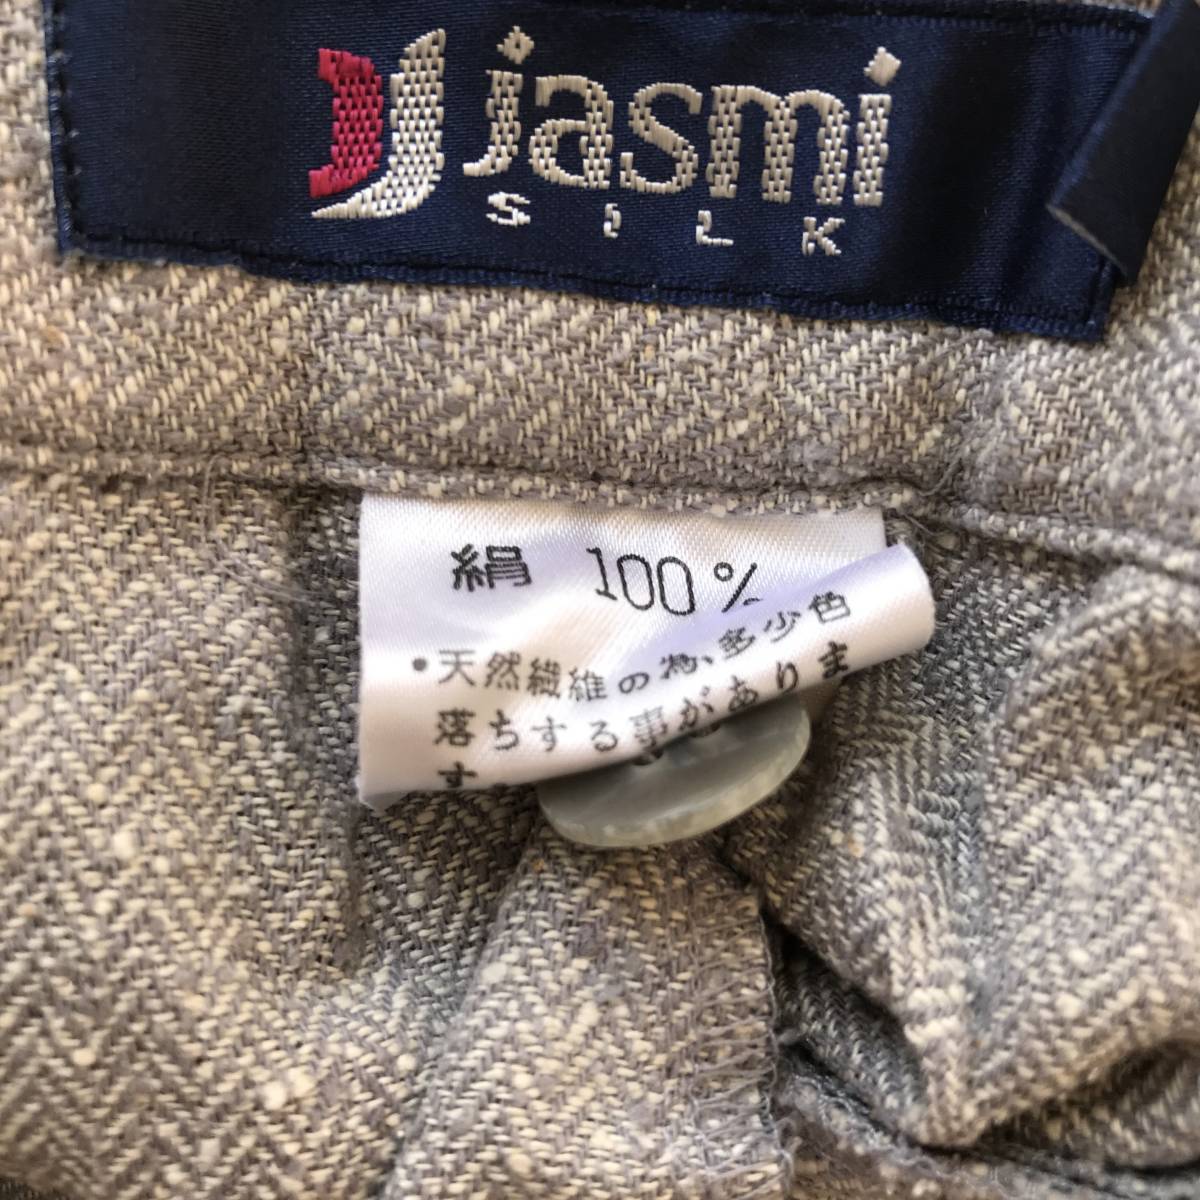 jasmi
SILK
絹 100%
・天然繊維の為、多少色
落ちする事があります
す